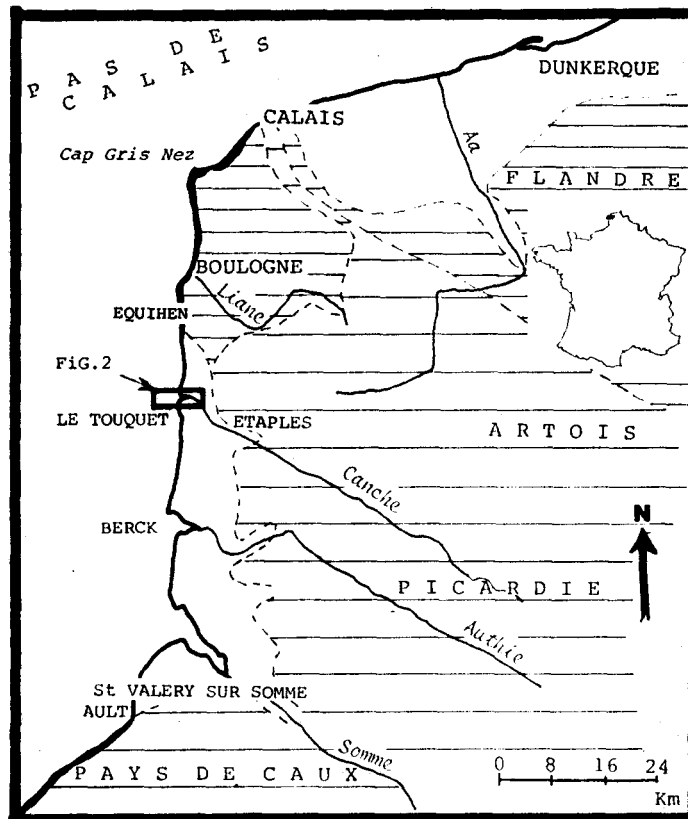 PAS DE
CALAIS
DUNKERQUE
CALAIS
Aa
Cap Gris Nez
FLANDRE
BOULOGNE
Liane
EQUIHEN
FiG.2
LE TOUQUET
ETAPLES
ARTOIS
Canche
BERCK
N
PICARDIE
Authie
St VALERY SUR SOMME
AULT
Somme
PAYS DE CAUX
0 8 16 24
Km